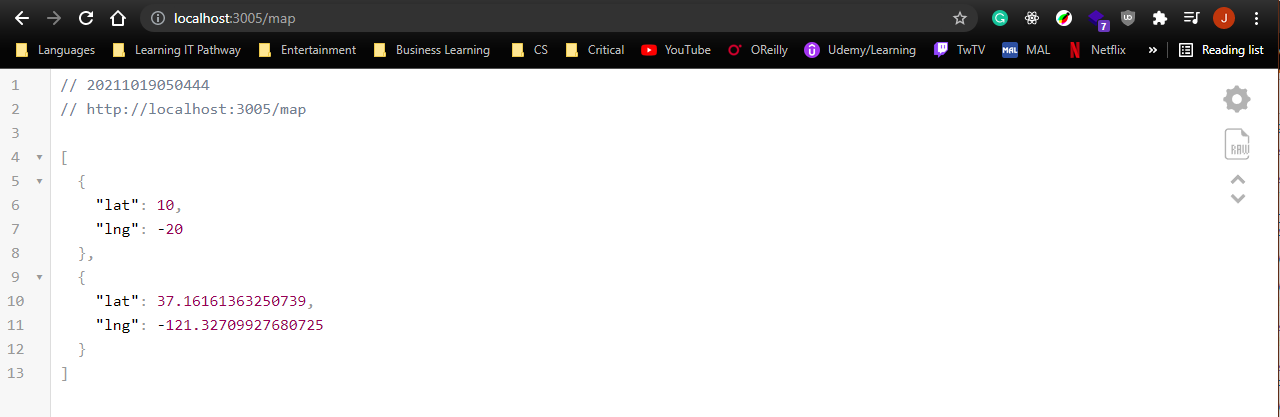 localhost:3005/map
7
UD
J
Languages Learning IT Pathway Entertainment Business Learning CS Critical YouTube OReilly Udemy/Learning TwTV MAL MAL Netflix » Reading list
1 // 20211019050444
2 // http://localhost:3005/map
3
4 [
5 {
6 "lat": 10,
7 "lng": -20
8 },
9 {
10 "lat": 37.16161363250739,
11 "lng": -121.32709927680725
12 }
13 ]
RAW